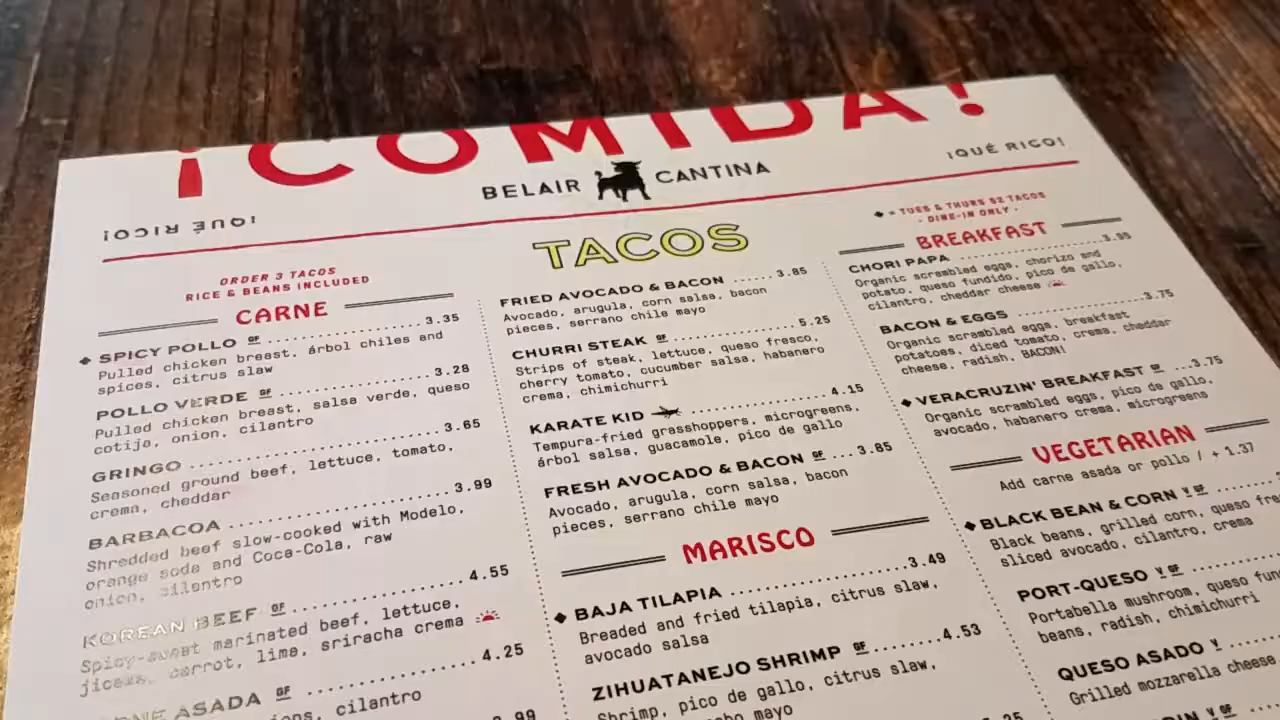 ¡COMIDA!
BELAIR CANTINA
¡QUÉ RICO!
¡QUÉ RICO!
ORDER 3 TACOS
RICE & BEANS INCLUDED
CARNE
SPICY POLLO GF 3.35
Pulled chicken breast, árbol chiles and
spices, citrus slaw
POLLO VERDE GF 3.28
Pulled chicken breast, salsa verde, queso
cotija, onion, cilantro
GRINGO 3.65
Seasoned ground beef, lettuce, tomato,
crema, cheddar
BARBACOA 3.99
Shredded beef slow-cooked with Modelo,
orange soda and Coca-Cola, raw
onion, cilantro
KOREAN BEEF GF 4.55
Spicy-sweet marinated beef, lettuce,
jicama, carrot, lime, sriracha crema
ASADA GF 4.25
cilantro
TACOS
FRIED AVOCADO & BACON 3.85
Avocado, arugula, corn salsa, bacon
pieces, serrano chile mayo
CHURRI STEAK GF 5.25
Strips of steak, lettuce, queso fresco,
cherry tomato, cucumber salsa, habanero
crema, chimichurri
KARATE KID 4.15
Tempura-fried grasshoppers, microgreens,
árbol salsa, guacamole, pico de gallo
FRESH AVOCADO & BACON GF 3.85
Avocado, arugula, corn salsa, bacon
pieces, serrano chile mayo
MARISCO
BAJA TILAPIA 3.49
Breaded and fried tilapia, citrus slaw,
avocado salsa
ZIHUATANEJO SHRIMP GF 4.53
Shrimp, pico de gallo, citrus slaw,
mayo
◆ = TUES & THURS $2 TACOS
- DINE-IN ONLY -
BREAKFAST
CHORI PAPA 3.95
Organic scrambled eggs, chorizo and
potato, queso fundido, pico de gallo,
cilantro, cheddar cheese
BACON & EGGS 3.75
Organic scrambled eggs, breakfast
potatoes, diced tomato, crema, cheddar
cheese, radish, BACON!
VERACRUZIN' BREAKFAST GF 3.75
Organic scrambled eggs, pico de gallo,
avocado, habanero crema, microgreens
VEGETARIAN
Add carne asada or pollo / + 1.37
BLACK BEAN & CORN V GF
Black beans, grilled corn, queso
sliced avocado, cilantro, crema
PORT-QUESO V GF
Portabella mushroom, queso
beans, radish, chimichurri
QUESO ASADO V
Grilled mozzarella cheese